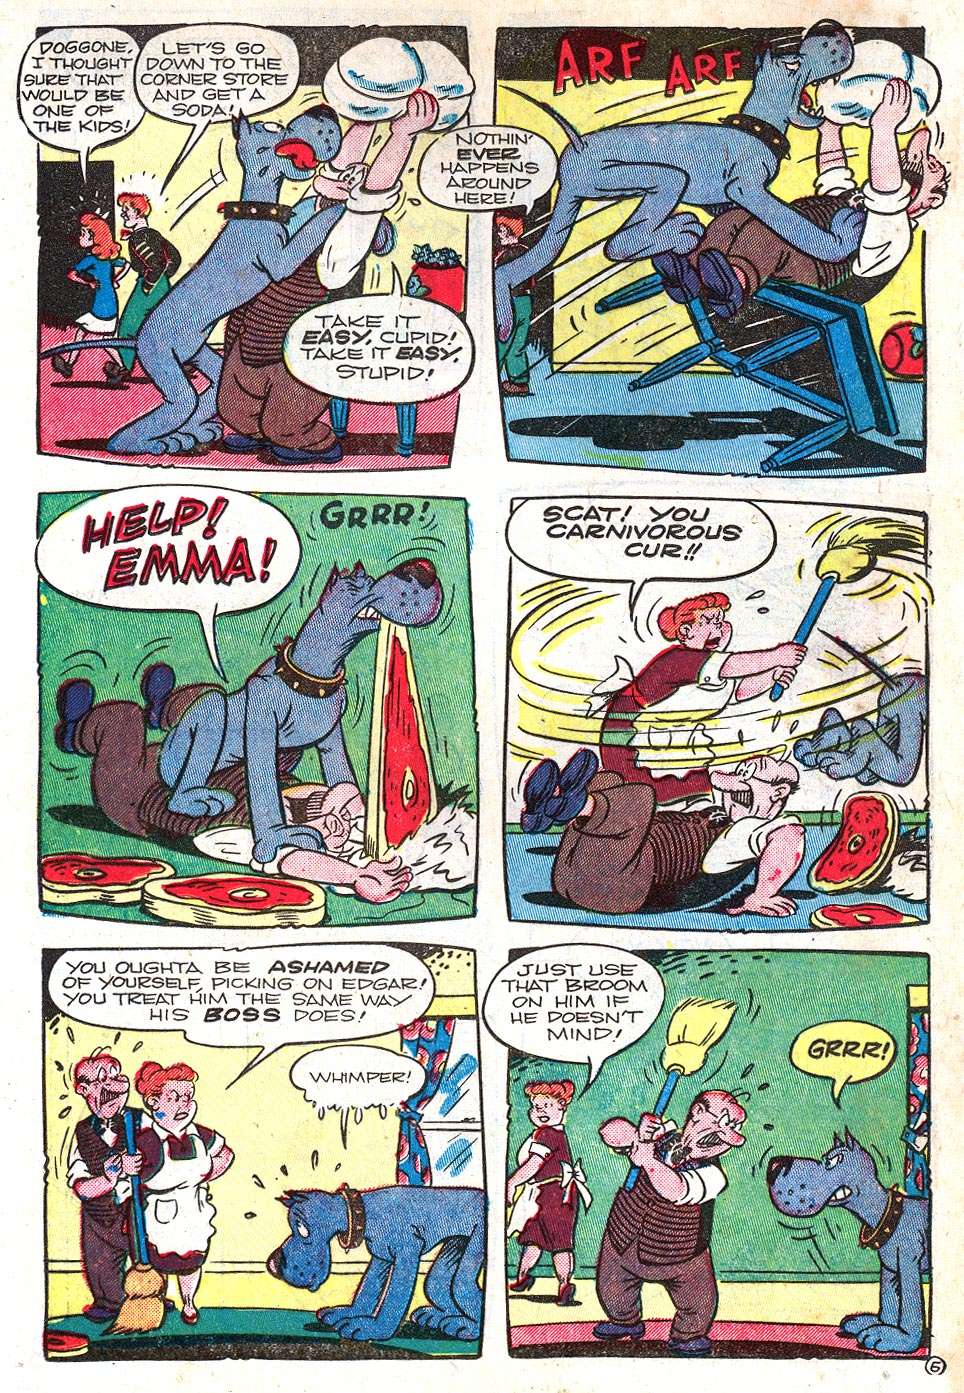 DOGGONE,
I THOUGHT
SURE THAT
WOULD BE
ONE OF
THE KIDS!
LET'S GO
DOWN TO THE
CORNER STORE
AND GET A
SODA!
TAKE IT
EASY, CUPID!
TAKE IT EASY,
STUPID!
ARF ARF
NOTHIN'
EVER
HAPPENS
AROUND
HERE!
HELP!
EMMA!
GRRR!
SCAT! YOU
CARNIVOROUS
CUR!!
YOU OUGHTA BE ASHAMED
OF YOURSELF, PICKING ON EDGAR!
YOU TREAT HIM THE SAME WAY
HIS BOSS DOES!
WHIMPER!
JUST USE
THAT BROOM
ON HIM IF
HE DOESN'T
MIND!
GRRR!
6